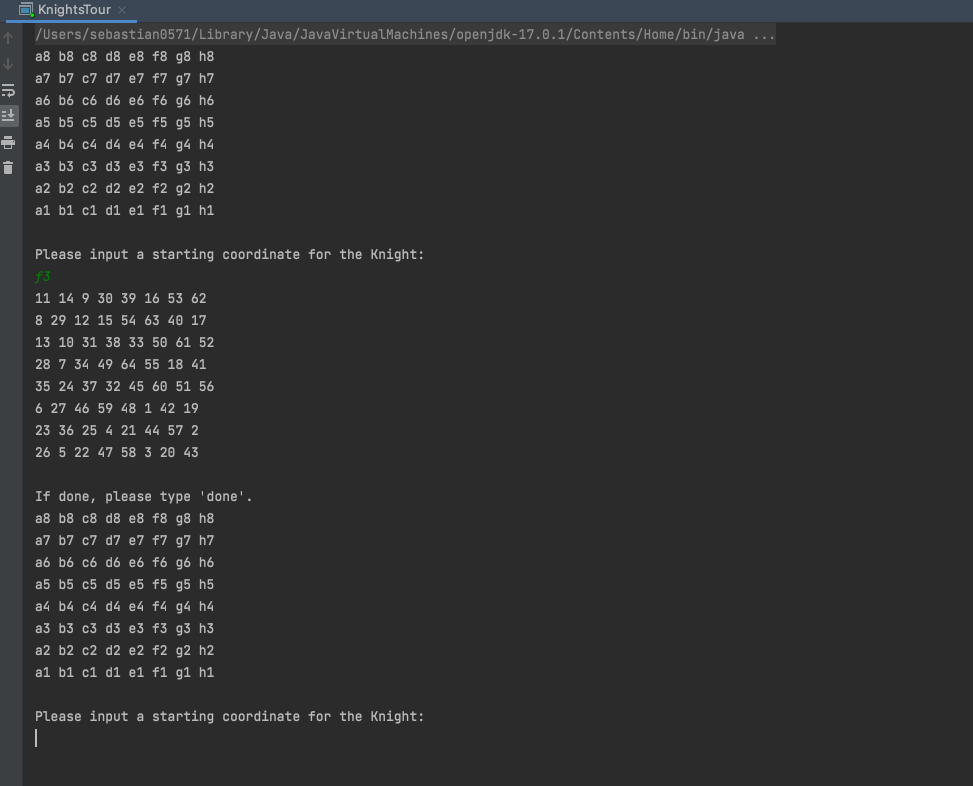 KnightsTour
/Users/sebastian0571/Library/Java/JavaVirtualMachines/openjdk-17.0.1/Contents/Home/bin/java ...
a8 b8 c8 d8 e8 f8 g8 h8
a7 b7 c7 d7 e7 f7 g7 h7
a6 b6 c6 d6 e6 f6 g6 h6
a5 b5 c5 d5 e5 f5 g5 h5
a4 b4 c4 d4 e4 f4 g4 h4
a3 b3 c3 d3 e3 f3 g3 h3
a2 b2 c2 d2 e2 f2 g2 h2
a1 b1 c1 d1 e1 f1 g1 h1
Please input a starting coordinate for the Knight:
f3
11 14 9 30 39 16 53 62
8 29 12 15 54 63 40 17
13 10 31 38 33 50 61 52
28 7 34 49 64 55 18 41
35 24 37 32 45 60 51 56
6 27 46 59 48 1 42 19
23 36 25 4 21 44 57 2
26 5 22 47 58 3 20 43
If done, please type 'done'.
a8 b8 c8 d8 e8 f8 g8 h8
a7 b7 c7 d7 e7 f7 g7 h7
a6 b6 c6 d6 e6 f6 g6 h6
a5 b5 c5 d5 e5 f5 g5 h5
a4 b4 c4 d4 e4 f4 g4 h4
a3 b3 c3 d3 e3 f3 g3 h3
a2 b2 c2 d2 e2 f2 g2 h2
a1 b1 c1 d1 e1 f1 g1 h1
Please input a starting coordinate for the Knight: